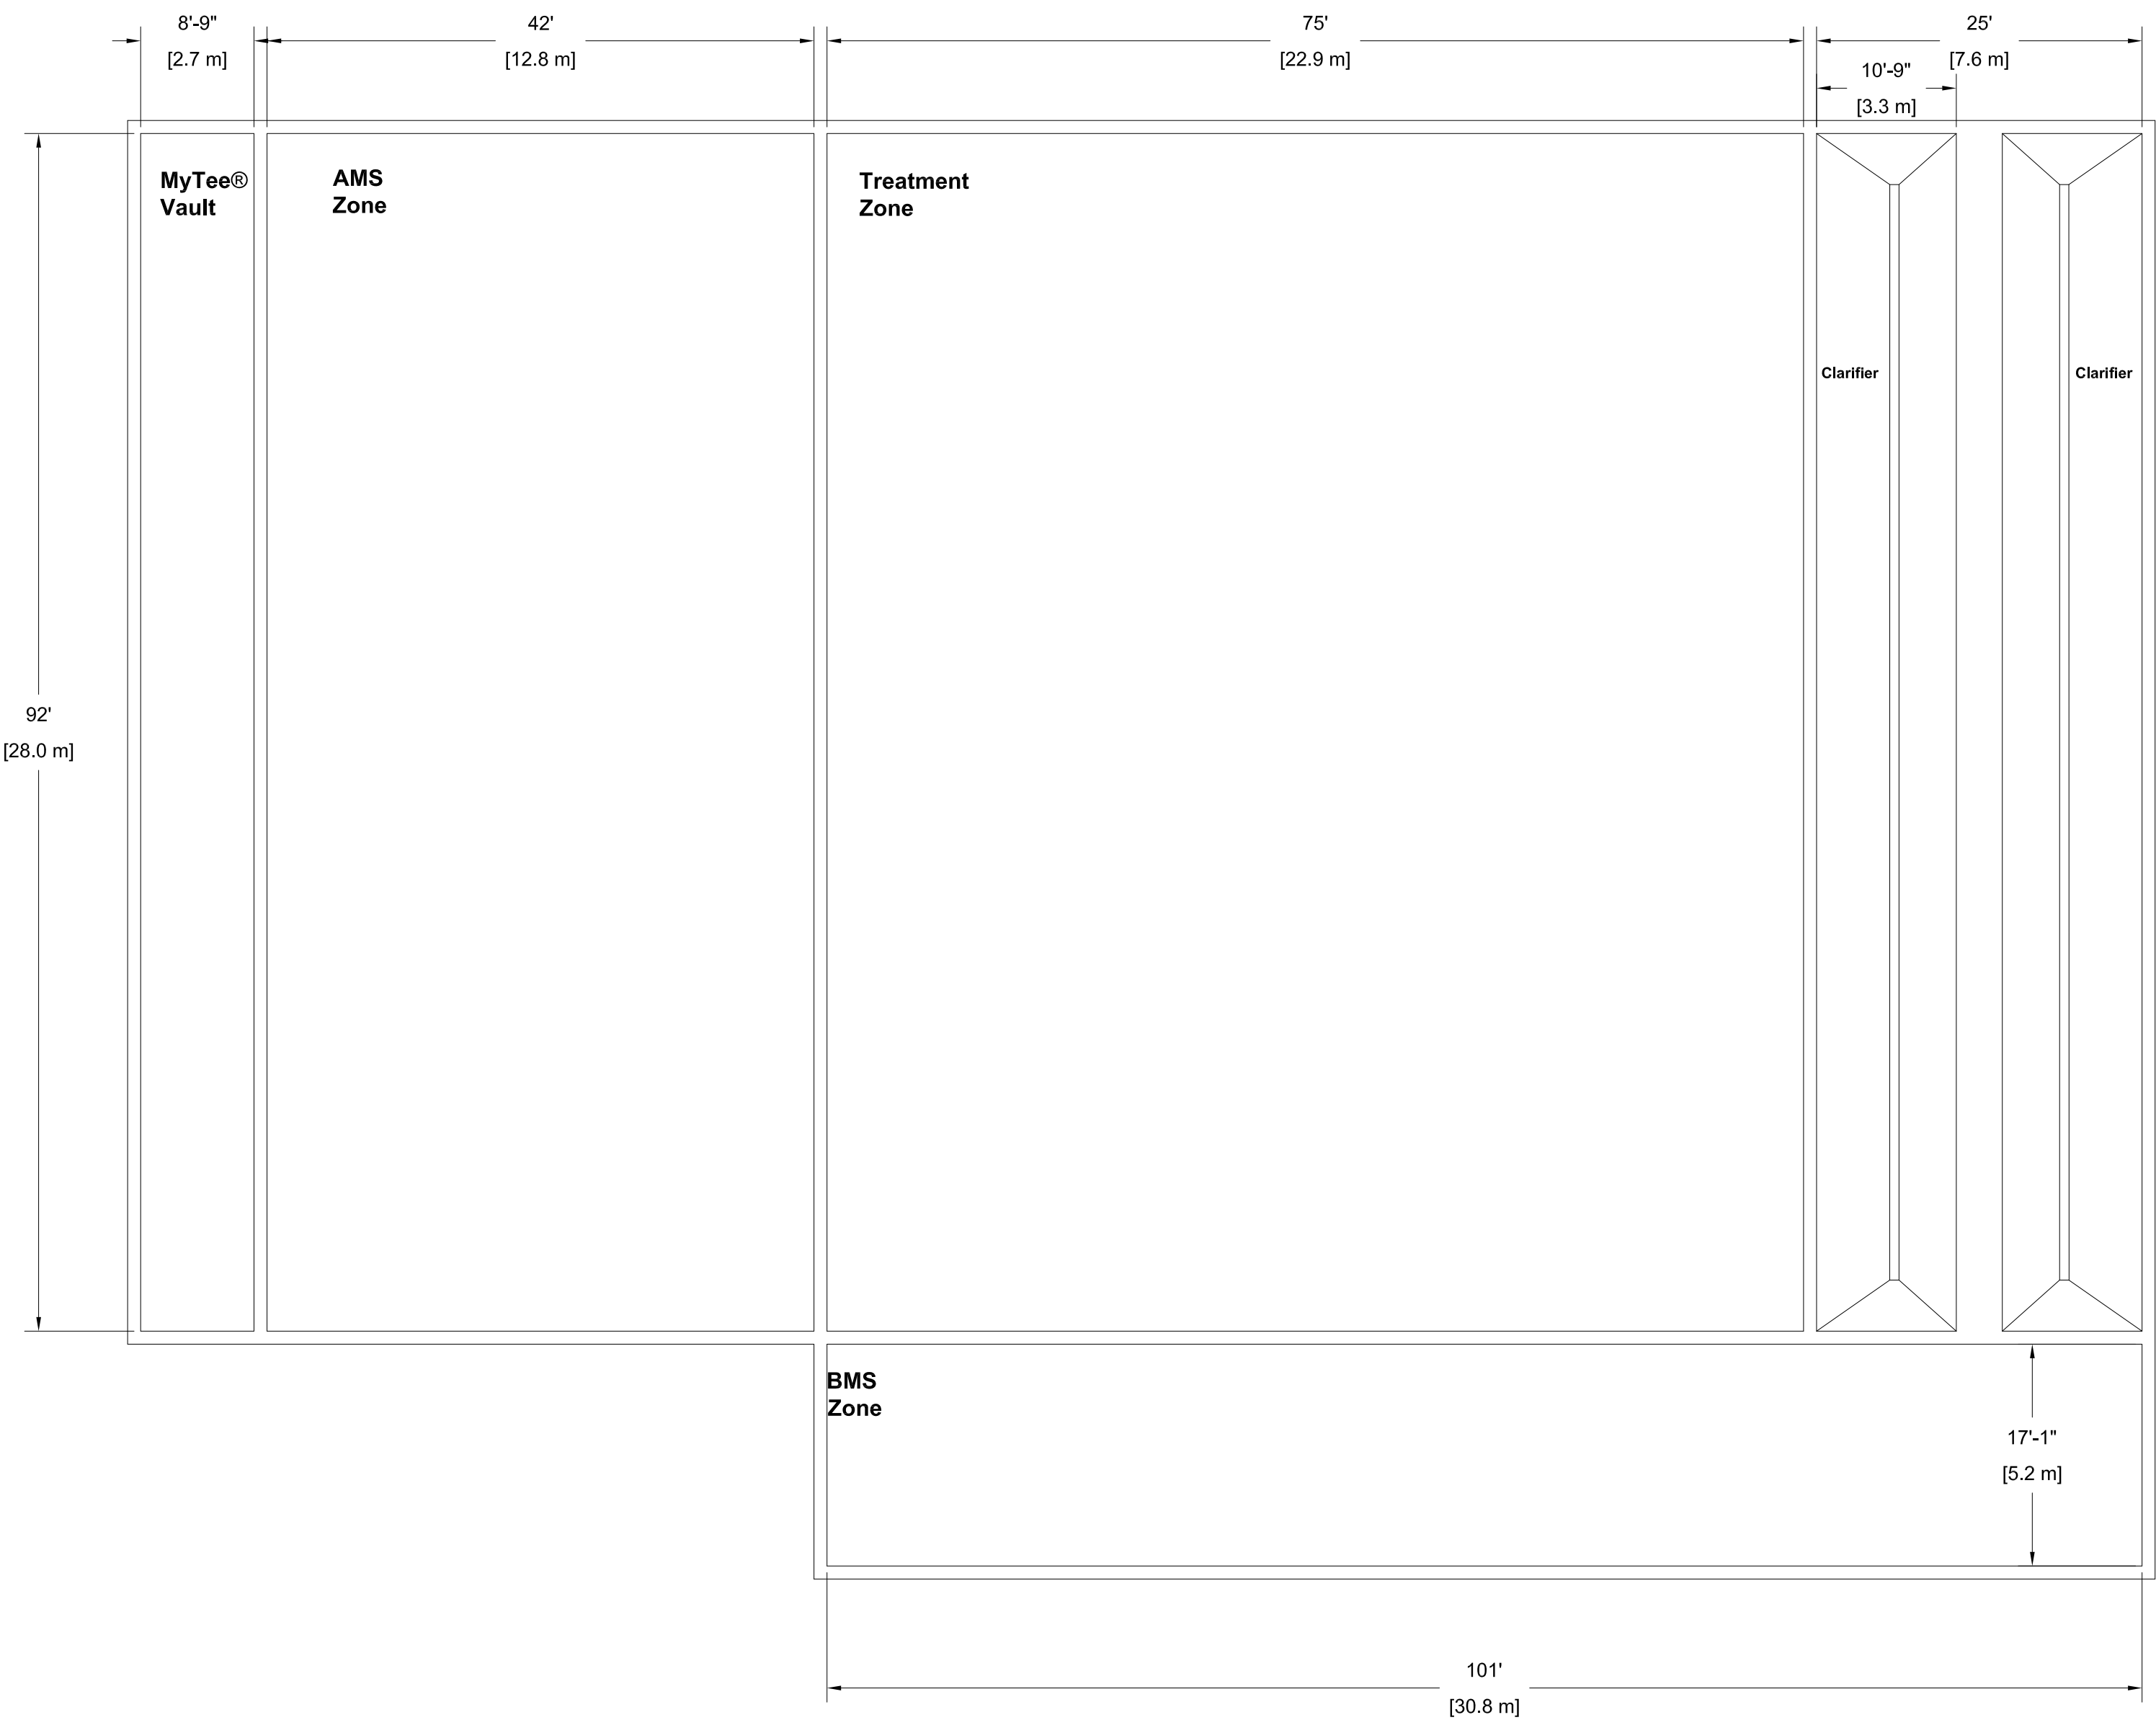 8'-9"
[2.7 m]
42'
[12.8 m]
75'
[22.9 m]
25'
[7.6 m]
10'-9"
[3.3 m]
MyTee®
Vault
AMS
Zone
Treatment
Zone
Clarifier
Clarifier
92'
[28.0 m]
BMS
Zone
17'-1"
[5.2 m]
101'
[30.8 m]